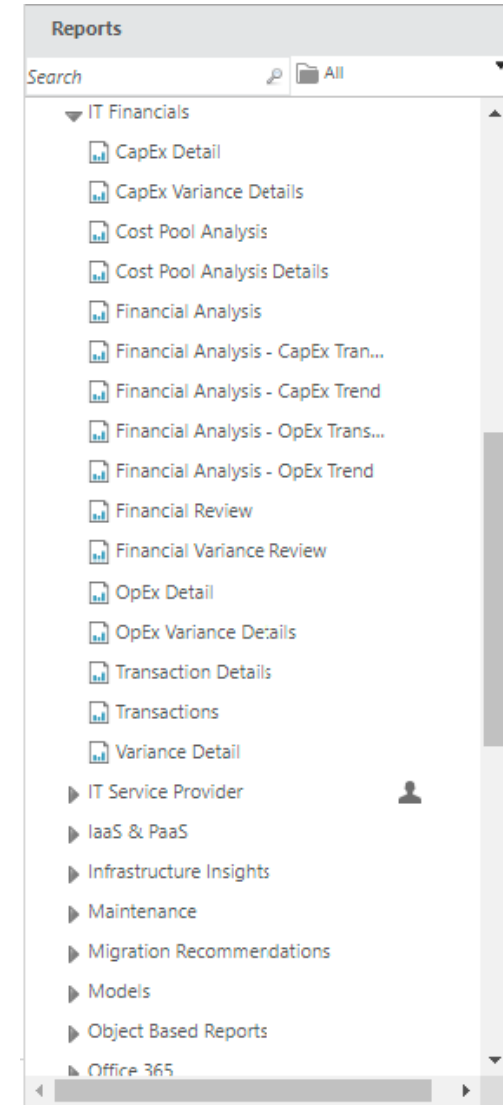 Reports
Search All
IT Financials
CapEx Detail
CapEx Variance Details
Cost Pool Analysis
Cost Pool Analysis Details
Financial Analysis
Financial Analysis - CapEx Tran...
Financial Analysis - CapEx Trend
Financial Analysis - OpEx Trans...
Financial Analysis - OpEx Trend
Financial Review
Financial Variance Review
OpEx Detail
OpEx Variance Details
Transaction Details
Transactions
Variance Detail
IT Service Provider
IaaS & PaaS
Infrastructure Insights
Maintenance
Migration Recommendations
Models
Object Based Reports
Office 365